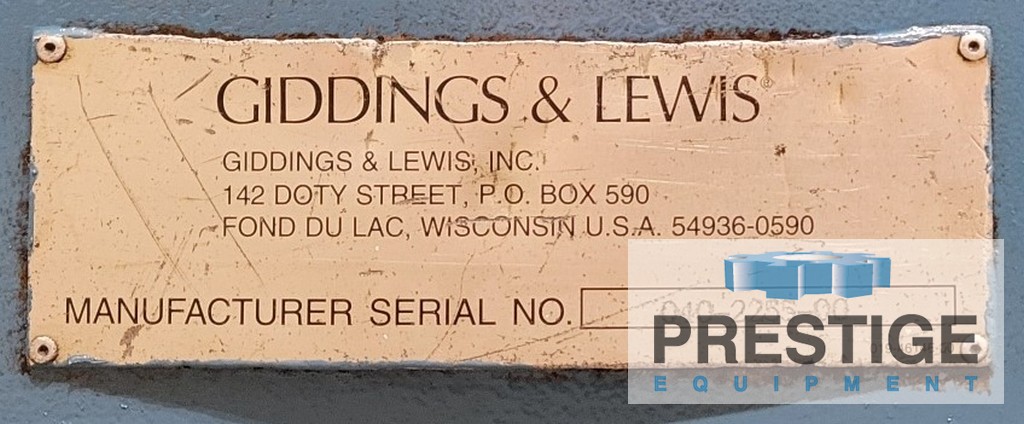 GIDDINGS & LEWIS®
GIDDINGS & LEWIS, INC.
142 DOTY STREET, P.O. BOX 590
FOND DU LAC, WISCONSIN U.S.A. 54936-0590
MANUFACTURER SERIAL NO.
PRESTIGE
EQUIPMENT